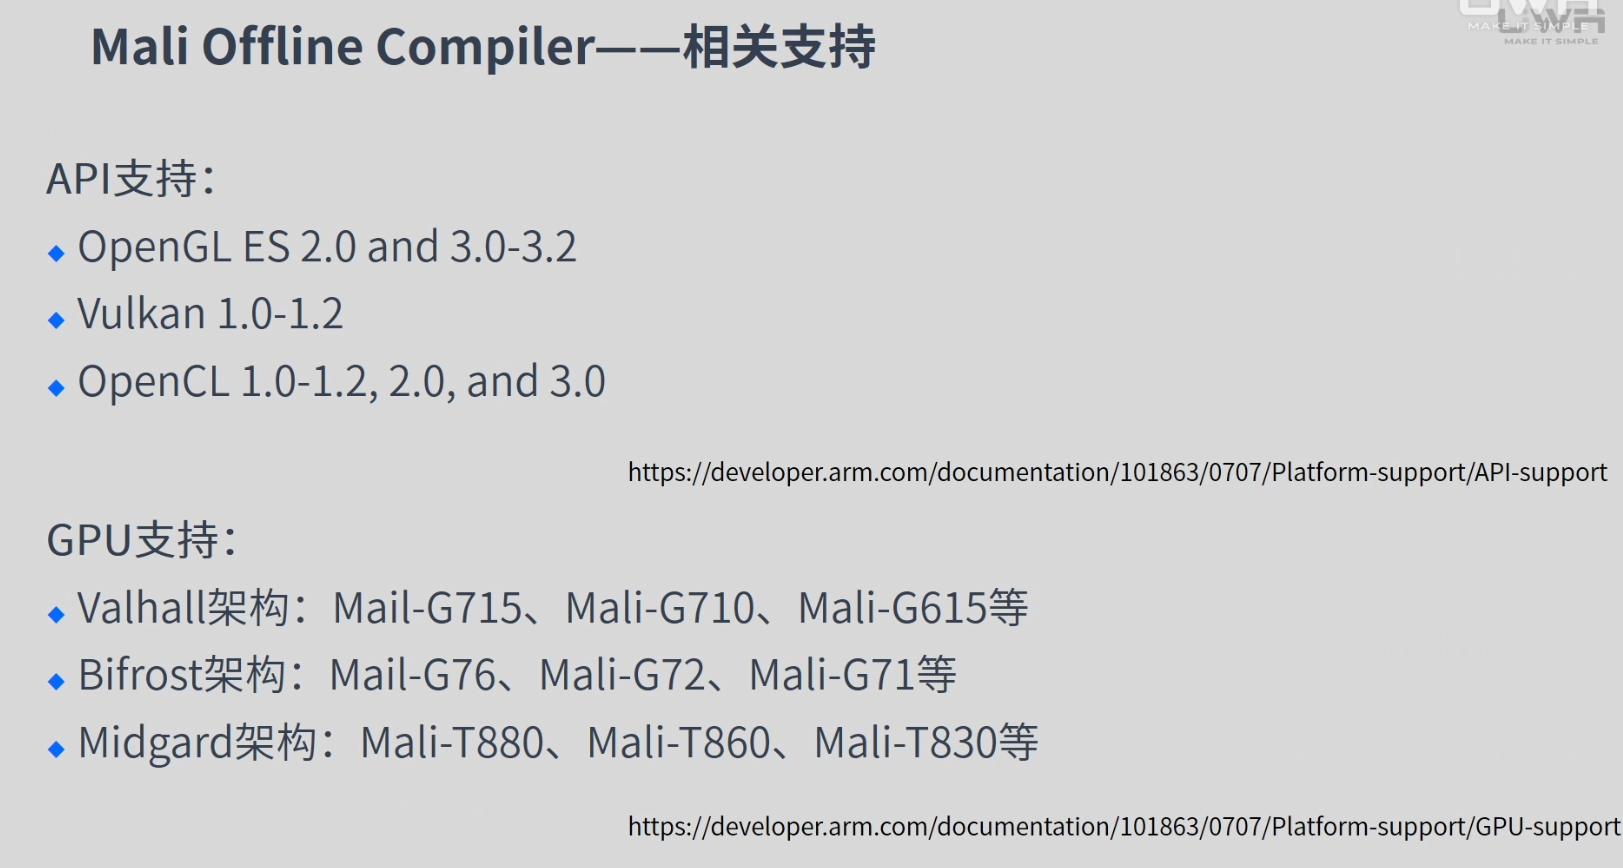 UWA
MAKE IT SIMPLE
UWA
MAKE IT SIMPLE
Mali Offline Compiler——相关支持
API支持：
◆ OpenGL ES 2.0 and 3.0-3.2
◆ Vulkan 1.0-1.2
◆ OpenCL 1.0-1.2, 2.0, and 3.0
https://developer.arm.com/documentation/101863/0707/Platform-support/API-support
GPU支持：
◆ Valhall架构：Mail-G715、Mali-G710、Mali-G615等
◆ Bifrost架构：Mail-G76、Mali-G72、Mali-G71等
◆ Midgard架构：Mali-T880、Mali-T860、Mali-T830等
https://developer.arm.com/documentation/101863/0707/Platform-support/GPU-support